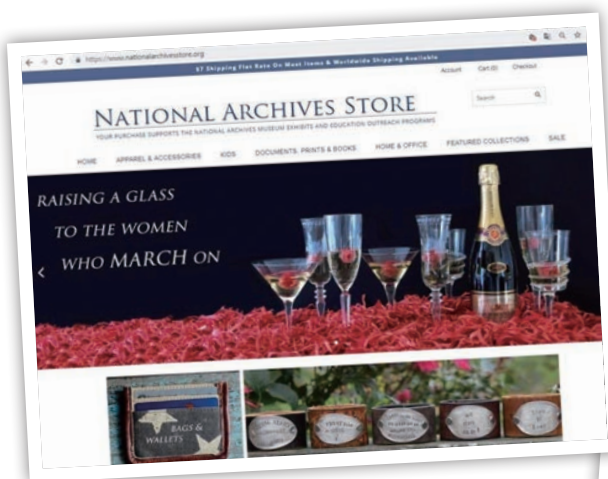 https://www.nationalarchivesstore.org
$7 Shipping Flat Rate On Most Items & Worldwide Shipping Available
Account Cart (0) Checkout
NATIONAL ARCHIVES STORE
Search
YOUR PURCHASE SUPPORTS THE NATIONAL ARCHIVES MUSEUM EXHIBITS AND EDUCATION OUTREACH PROGRAMS
HOME APPAREL & ACCESSORIES KIDS DOCUMENTS, PRINTS & BOOKS HOME & OFFICE FEATURED COLLECTIONS SALE
RAISING A GLASS
TO THE WOMEN
WHO MARCH ON
BAGS &
WALLETS